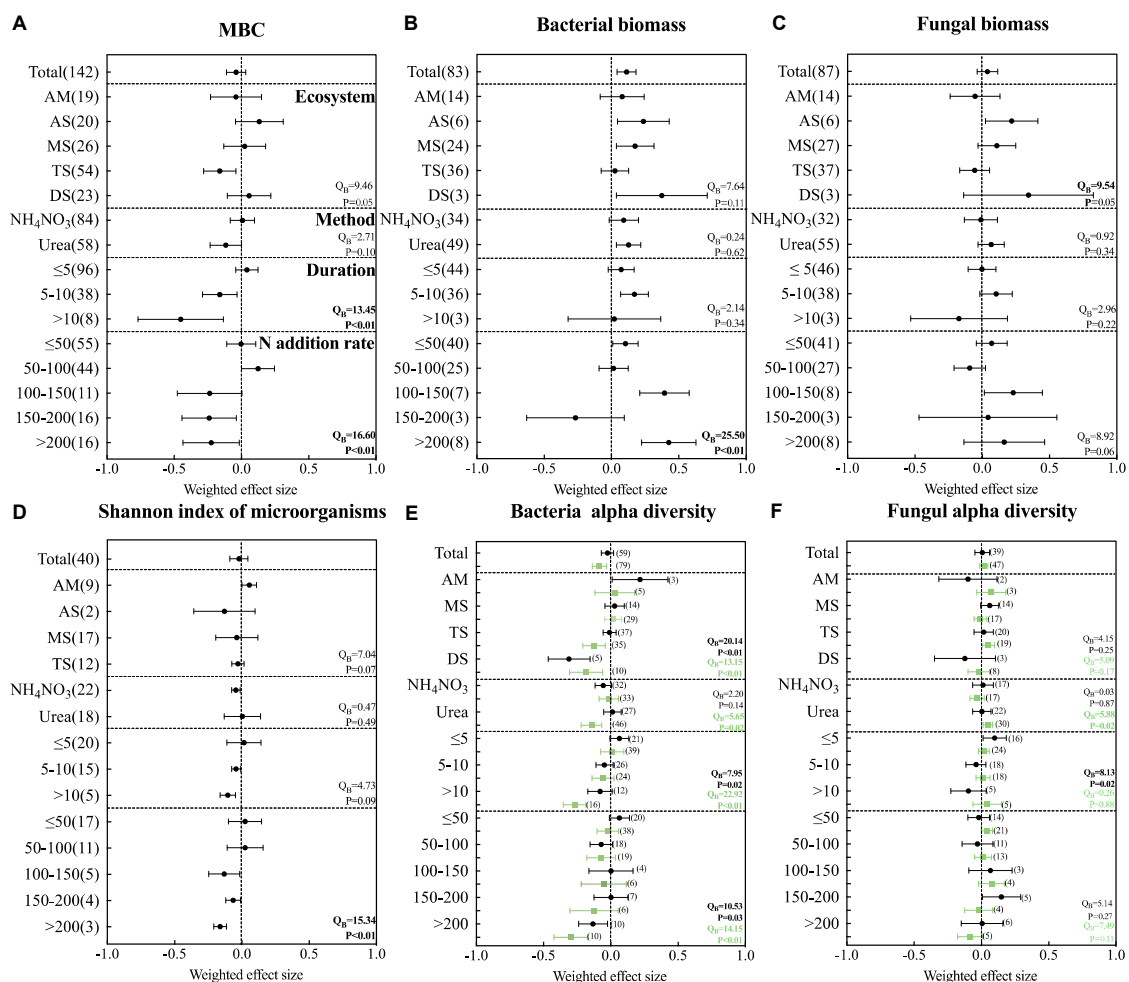 A
MBC
Total(142)
AM(19)
Ecosystem
AS(20)
MS(26)
TS(54)
DS(23)
QB=9.46
P=0.05
NH4NO3(84)
Method
Urea(58)
QB=2.71
P=0.10
≤5(96)
Duration
5-10(38)
>10(8)
QB=13.45
P<0.01
≤50(55)
N addition rate
50-100(44)
100-150(11)
150-200(16)
>200(16)
QB=16.60
P<0.01
-1.0 -0.5 0.0 0.5 1.0
Weighted effect size
B
Bacterial biomass
Total(83)
AM(14)
AS(6)
MS(24)
TS(36)
DS(3)
QB=7.64
P=0.11
NH4NO3(34)
Urea(49)
QB=0.24
P=0.62
≤5(44)
5-10(36)
>10(3)
QB=2.14
P=0.34
≤50(40)
50-100(25)
100-150(7)
150-200(3)
>200(8)
QB=25.50
P<0.01
-1.0 -0.5 0.0 0.5 1.0
Weighted effect size
C
Fungal biomass
Total(87)
AM(14)
AS(6)
MS(27)
TS(37)
DS(3)
QB=9.54
P=0.05
NH4NO3(32)
Urea(55)
QB=0.92
P=0.34
≤ 5(46)
5-10(38)
>10(3)
QB=2.96
P=0.22
≤50(41)
50-100(27)
100-150(8)
150-200(3)
>200(8)
QB=8.92
P=0.06
-1.0 -0.5 0.0 0.5 1.0
Weighted effect size
D
Shannon index of microorganisms
Total(40)
AM(9)
AS(2)
MS(17)
TS(12)
QB=7.04
P=0.07
NH4NO3(22)
Urea(18)
QB=0.47
P=0.49
≤5(20)
5-10(15)
>10(5)
QB=4.73
P=0.09
≤50(17)
50-100(11)
100-150(5)
150-200(4)
>200(3)
QB=15.34
P<0.01
-1.0 -0.5 0.0 0.5 1.0
Weighted effect size
E
Bacteria alpha diversity
Total (59)
(79)
AM (3)
(5)
MS (14)
(29)
TS (37)
(35)
DS (5)
(10)
QB=20.14
P<0.01
QB=13.15
P<0.01
NH4NO3 (32)
(33)
Urea (27)
(46)
QB=2.20
P=0.14
QB=5.65
P=0.02
≤5 (21)
(39)
5-10 (26)
(24)
>10 (12)
(16)
QB=7.95
P=0.02
QB=22.92
P<0.01
≤50 (20)
(38)
50-100 (18)
(19)
100-150 (4)
(6)
150-200 (7)
(6)
>200 (10)
(10)
QB=10.53
P=0.03
QB=14.15
P<0.01
-1.0 -0.5 0.0 0.5 1.0
Weighted effect size
F
Fungul alpha diversity
Total (39)
(47)
AM (2)
(3)
MS (14)
(17)
TS (20)
(19)
DS (3)
(8)
QB=4.15
P=0.25
QB=5.09
P=0.17
NH4NO3 (17)
(17)
Urea (22)
(30)
QB=0.03
P=0.87
QB=5.88
P=0.02
≤5 (16)
(24)
5-10 (18)
(18)
>10 (5)
(5)
QB=8.13
P=0.02
QB=0.26
P=0.88
≤50 (14)
(21)
50-100 (11)
(13)
100-150 (3)
(4)
150-200 (5)
(4)
>200 (6)
(5)
QB=5.14
P=0.27
QB=7.49
P=0.11
-1.0 -0.5 0.0 0.5 1.0
Weighted effect size